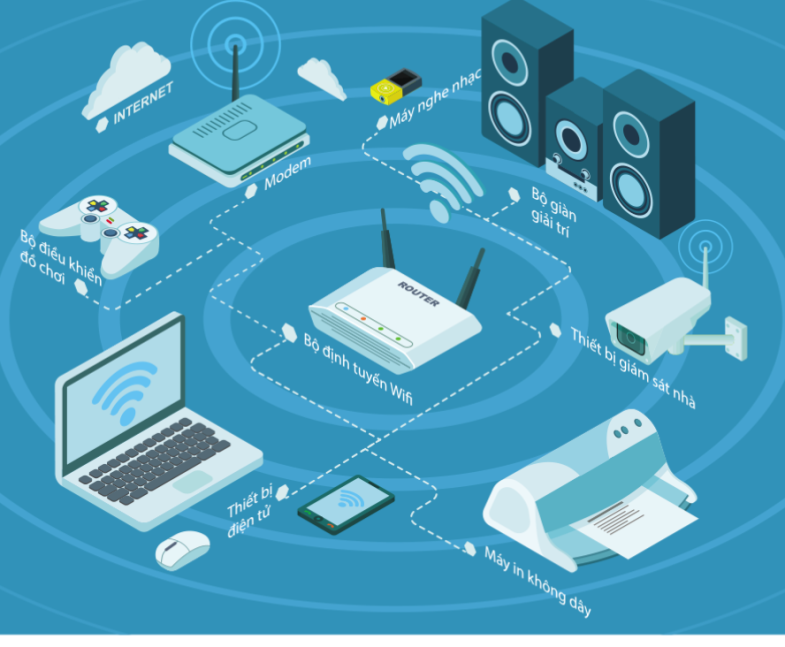 INTERNET
Máy nghe nhạc
Modem
Bộ giàn
giải trí
Bộ điều khiển
đồ chơi
ROUTER
Bộ định tuyến Wifi
Thiết bị giám sát nhà
Thiết bị
điện tử
Máy in không dây